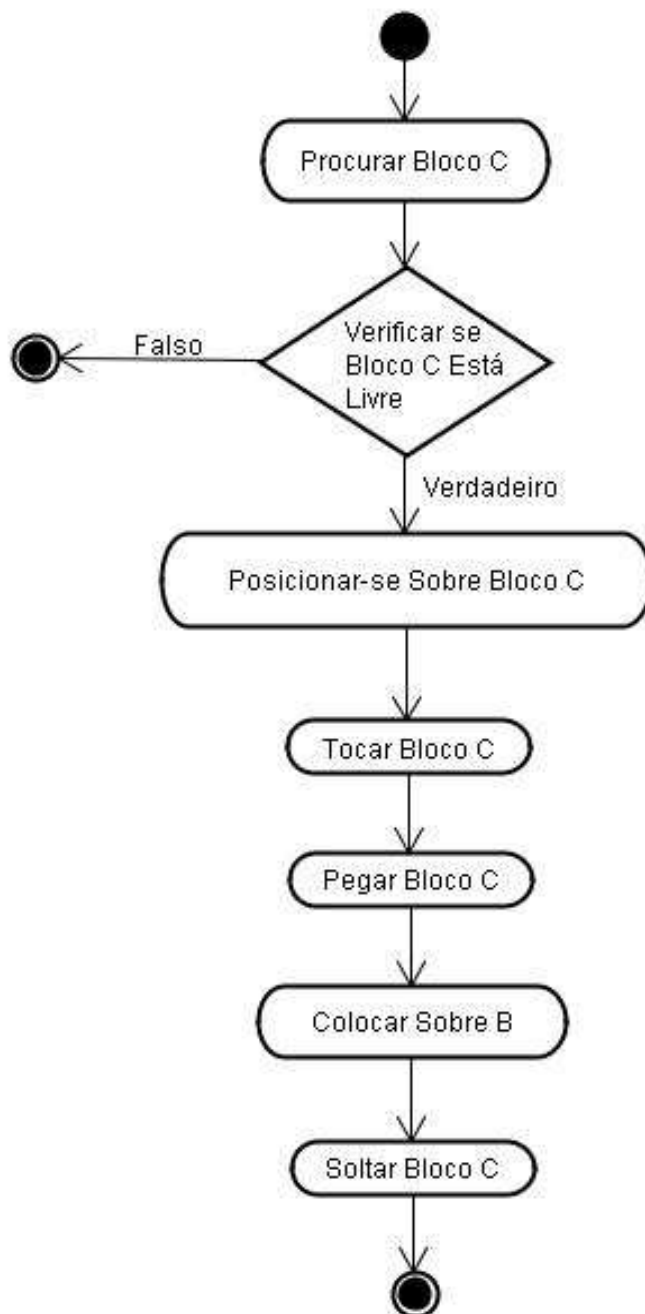 Procurar Bloco C
Falso
Verificar se
Bloco C Está
Livre
Verdadeiro
Posicionar-se Sobre Bloco C
Tocar Bloco C
Pegar Bloco C
Colocar Sobre B
Soltar Bloco C